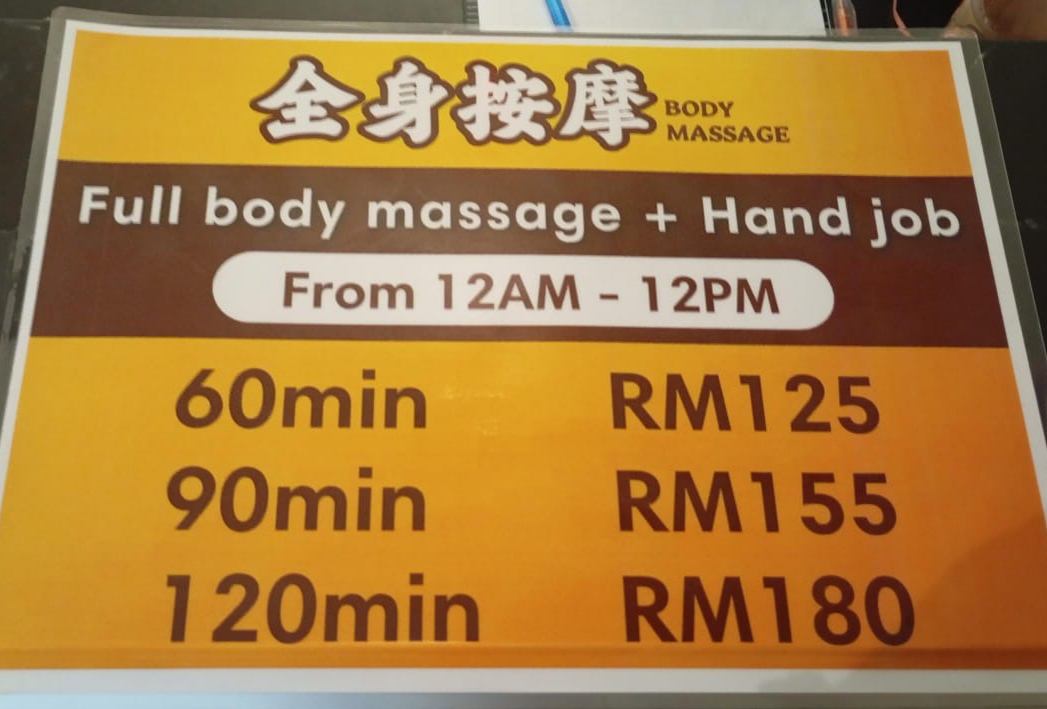 全身按摩 BODY MASSAGE
Full body massage + Hand job
From 12AM - 12PM
60min RM125
90min RM155
120min RM180